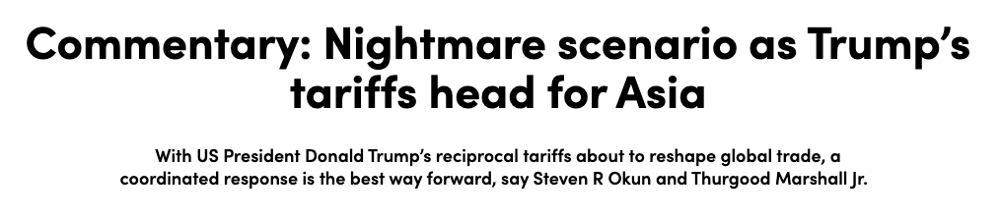 Commentary: Nightmare scenario as Trump’s
tariffs head for Asia
With US President Donald Trump’s reciprocal tariffs about to reshape global trade, a
coordinated response is the best way forward, say Steven R Okun and Thurgood Marshall Jr.